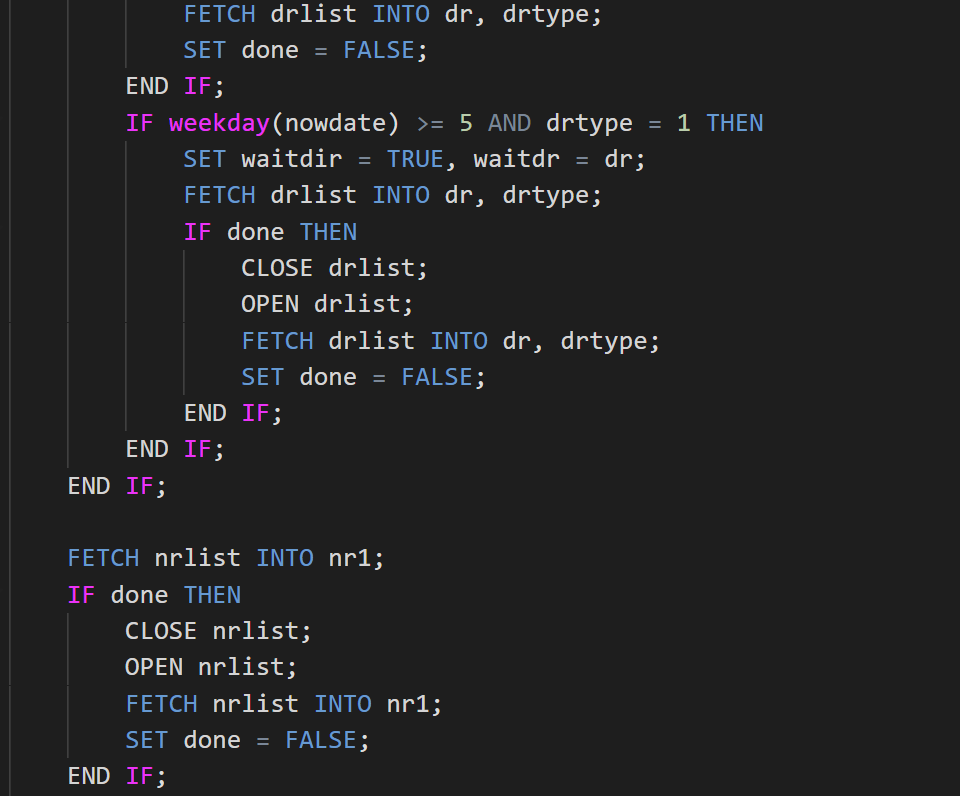 FETCH drlist INTO dr, drtype;
SET done = FALSE;
END IF;
IF weekday(nowdate) >= 5 AND drtype = 1 THEN
SET waitdir = TRUE, waitdr = dr;
FETCH drlist INTO dr, drtype;
IF done THEN
CLOSE drlist;
OPEN drlist;
FETCH drlist INTO dr, drtype;
SET done = FALSE;
END IF;
END IF;
END IF;
FETCH nrlist INTO nr1;
IF done THEN
CLOSE nrlist;
OPEN nrlist;
FETCH nrlist INTO nr1;
SET done = FALSE;
END IF;